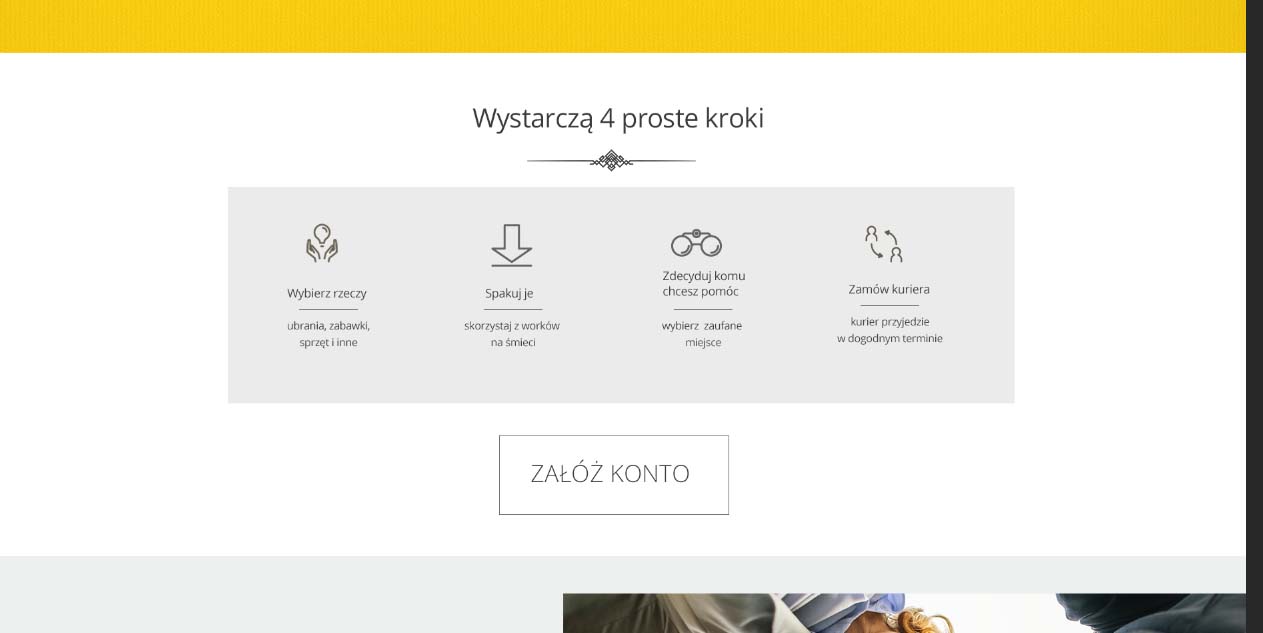 Wystarczą 4 proste kroki
Wybierz rzeczy
ubrania, zabawki,
sprzęt i inne
Spakuj je
skorzystaj z worków
na śmieci
Zdecyduj komu
chcesz pomóc
wybierz zaufane
miejsce
Zamów kuriera
kurier przyjedzie
w dogodnym terminie
ZAŁÓŻ KONTO